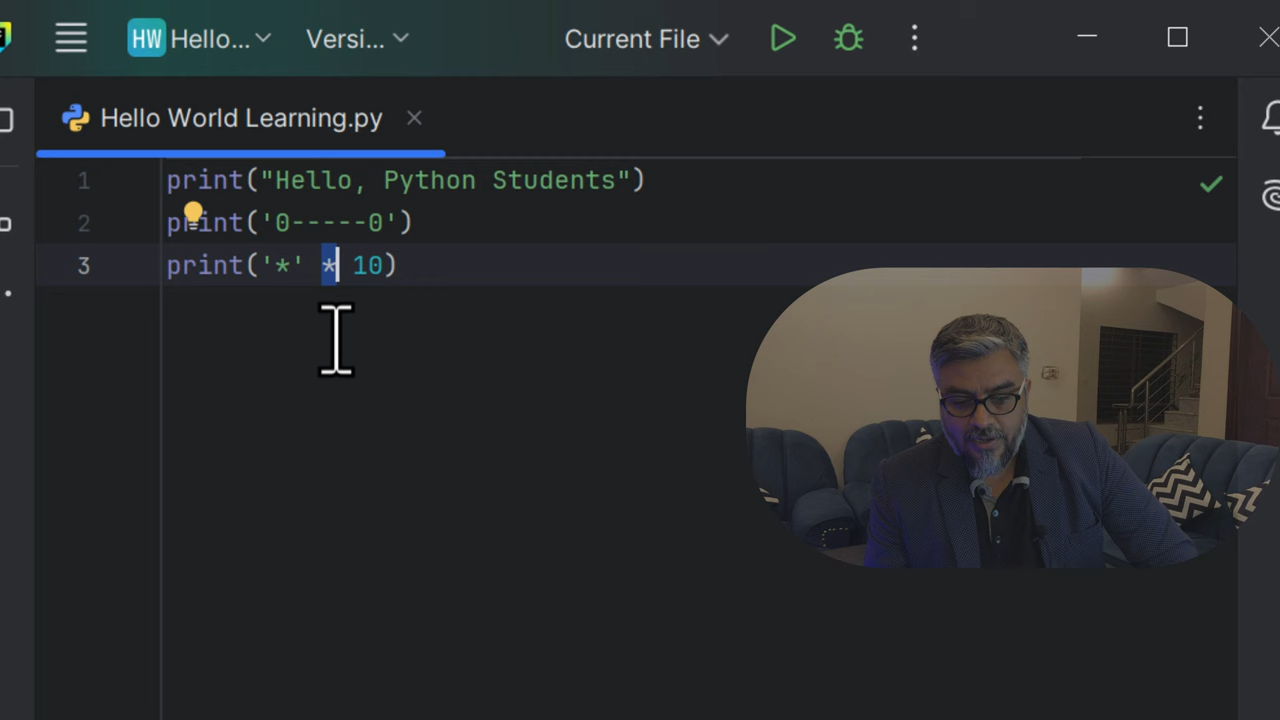 HW Hello... Versi... Current File
Hello World Learning.py
1 print("Hello, Python Students")
2 print('0-----0')
3 print('*' * 10)